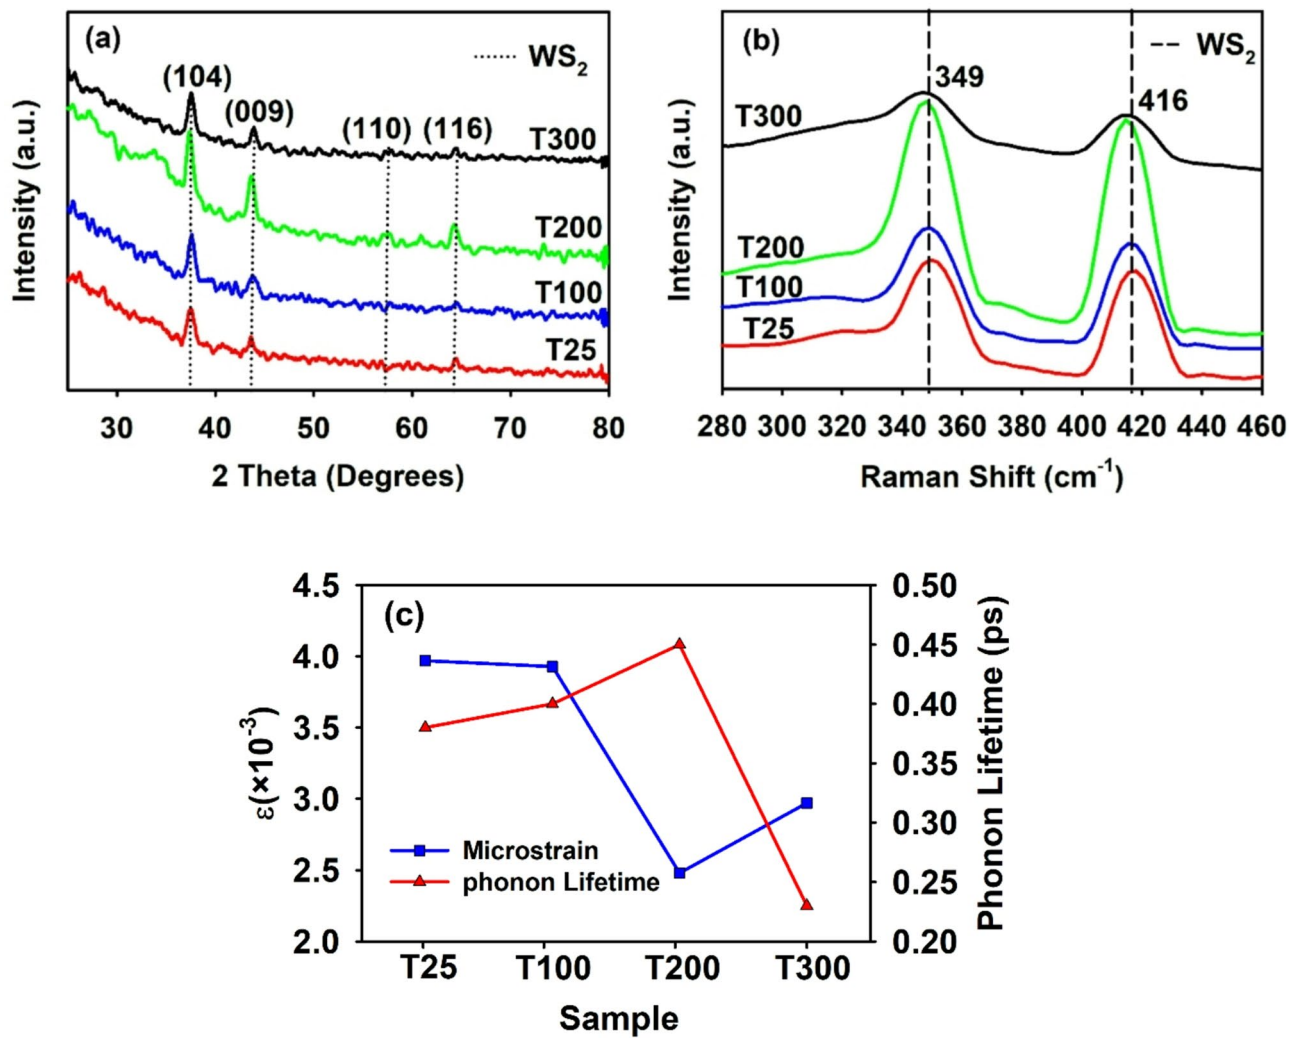 (a)
WS2
(104)
(009)
(110)
(116)
T300
T200
T100
T25
Intensity (a.u.)
30 40 50 60 70 80
2 Theta (Degrees)
(b)
WS2
349
416
T300
T200
T100
T25
Intensity (a.u.)
280 300 320 340 360 380 400 420 440 460
Raman Shift (cm-1)
(c)
4.5
4.0
3.5
3.0
2.5
2.0
ε(×10-3)
0.50
0.45
0.40
0.35
0.30
0.25
0.20
Phonon Lifetime (ps)
Microstrain
phonon Lifetime
T25 T100 T200 T300
Sample